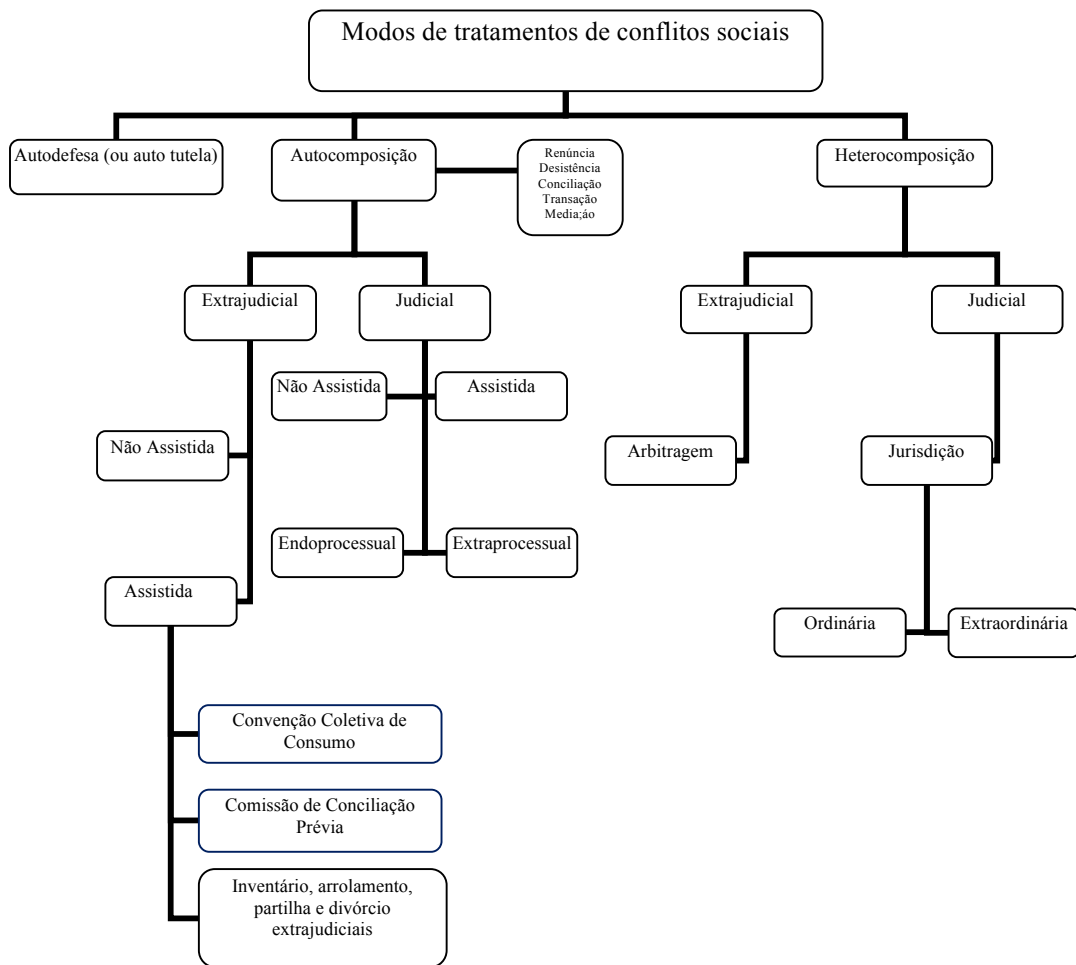 Modos de tratamentos de conflitos sociais
Autodefesa (ou auto tutela)
Autocomposição
Renúncia
Desistência
Conciliação
Transação
Media;áo
Heterocomposição
Extrajudicial
Judicial
Extrajudicial
Judicial
Não Assistida
Assistida
Não Assistida
Arbitragem
Jurisdição
Endoprocessual
Extraprocessual
Assistida
Ordinária
Extraordinária
Convenção Coletiva de
Consumo
Comissão de Conciliação
Prévia
Inventário, arrolamento,
partilha e divórcio
extrajudiciais